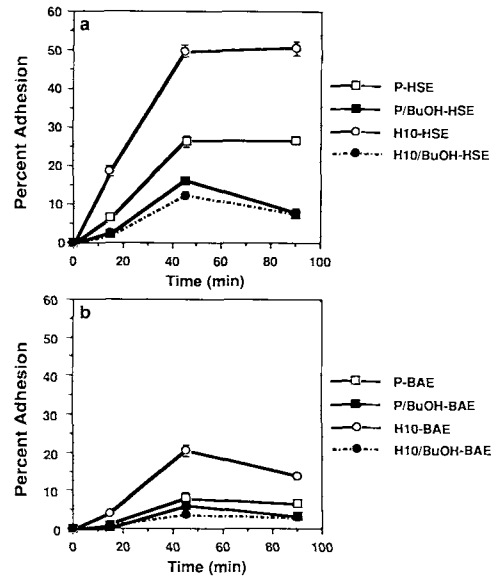 a
60
50
40
30
20
10
0
Percent Adhesion
0 20 40 60 80 100
Time (min)
P-HSE
P/BuOH-HSE
H10-HSE
H10/BuOH-HSE
b
60
50
40
30
20
10
0
Percent Adhesion
0 20 40 60 80 100
Time (min)
P-BAE
P/BuOH-BAE
H10-BAE
H10/BuOH-BAE